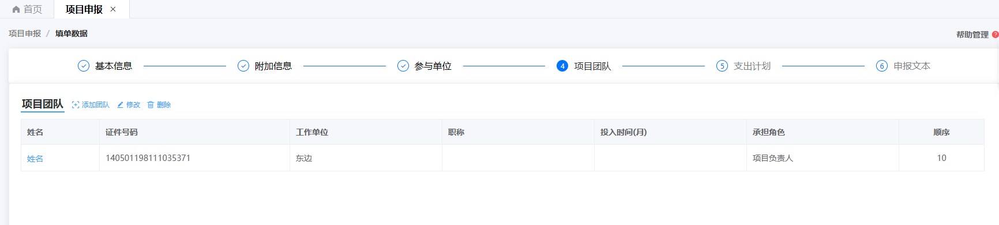 首页 项目申报 ×
项目申报 / 填单数据 帮助管理 ?
基本信息 附加信息 参与单位 4 项目团队 5 支出计划 6 申报文本
项目团队 添加团队 修改 删除
姓名 证件号码 工作单位 职称 投入时间(月) 承担角色 顺序
姓名 140501198111035371 东边 项目负责人 10